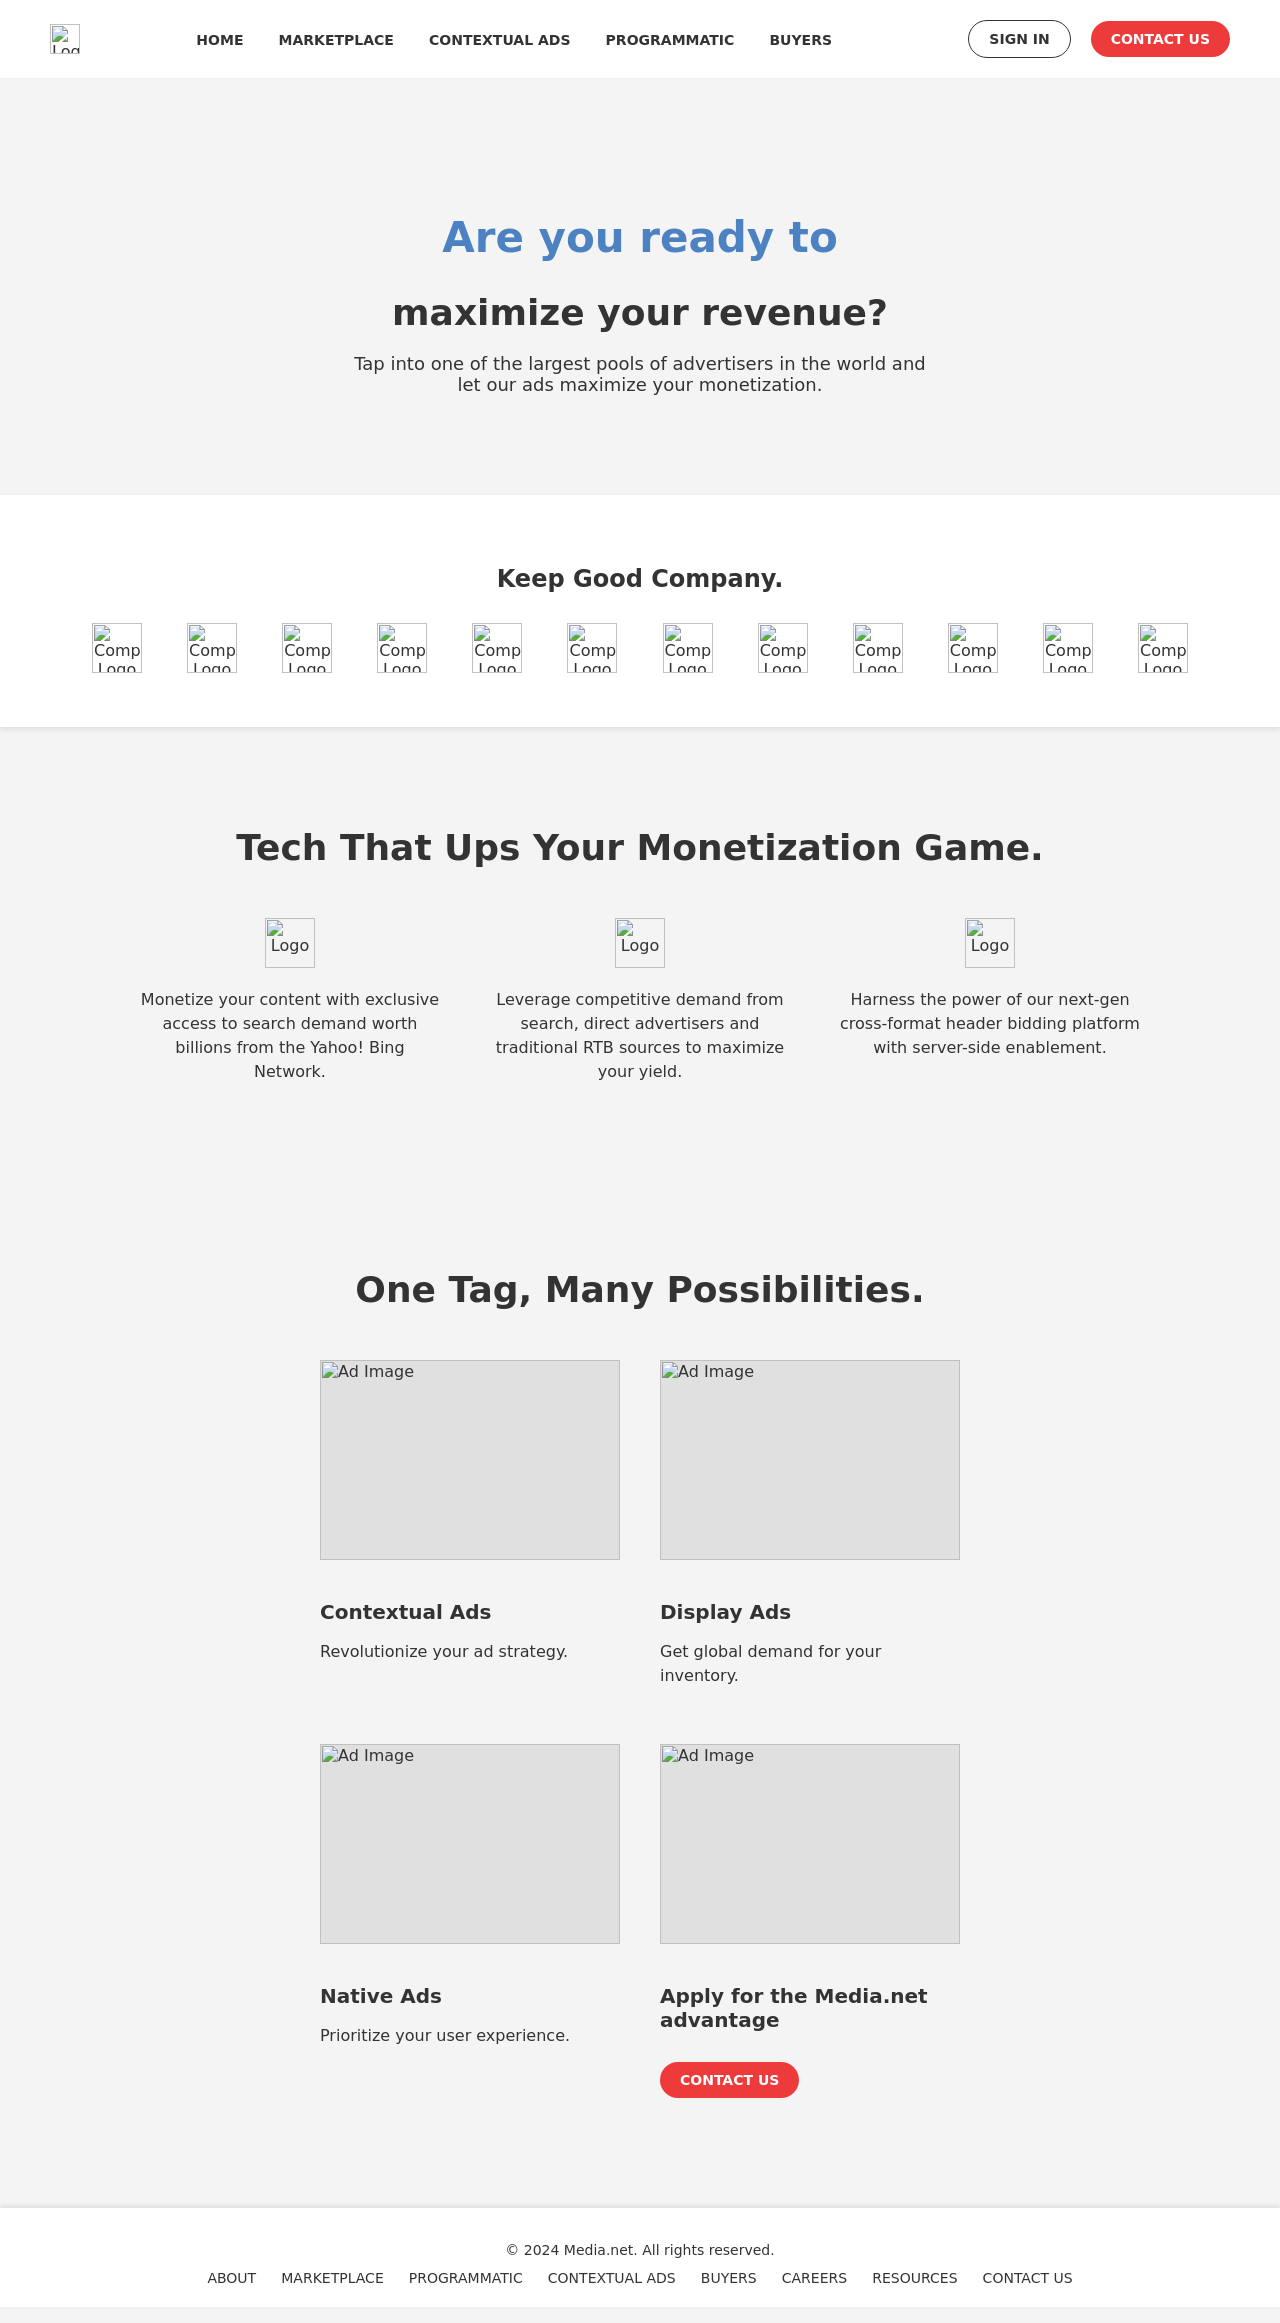 Log
HOME MARKETPLACE CONTEXTUAL ADS PROGRAMMATIC BUYERS SIGN IN CONTACT US
Are you ready to
maximize your revenue?
Tap into one of the largest pools of advertisers in the world and
let our ads maximize your monetization.
Keep Good Company.
Comp Comp Comp Comp Comp Comp Comp Comp Comp Comp Comp Comp
Logo Logo Logo Logo Logo Logo Logo Logo Logo Logo Logo Logo
Tech That Ups Your Monetization Game.
Logo Logo Logo
Monetize your content with exclusive
access to search demand worth
billions from the Yahoo! Bing
Network.
Leverage competitive demand from
search, direct advertisers and
traditional RTB sources to maximize
your yield.
Harness the power of our next-gen
cross-format header bidding platform
with server-side enablement.
One Tag, Many Possibilities.
Ad Image Ad Image
Contextual Ads
Revolutionize your ad strategy.
Display Ads
Get global demand for your
inventory.
Ad Image Ad Image
Native Ads
Prioritize your user experience.
Apply for the Media.net
advantage
CONTACT US
© 2024 Media.net. All rights reserved.
ABOUT MARKETPLACE PROGRAMMATIC CONTEXTUAL ADS BUYERS CAREERS RESOURCES CONTACT US